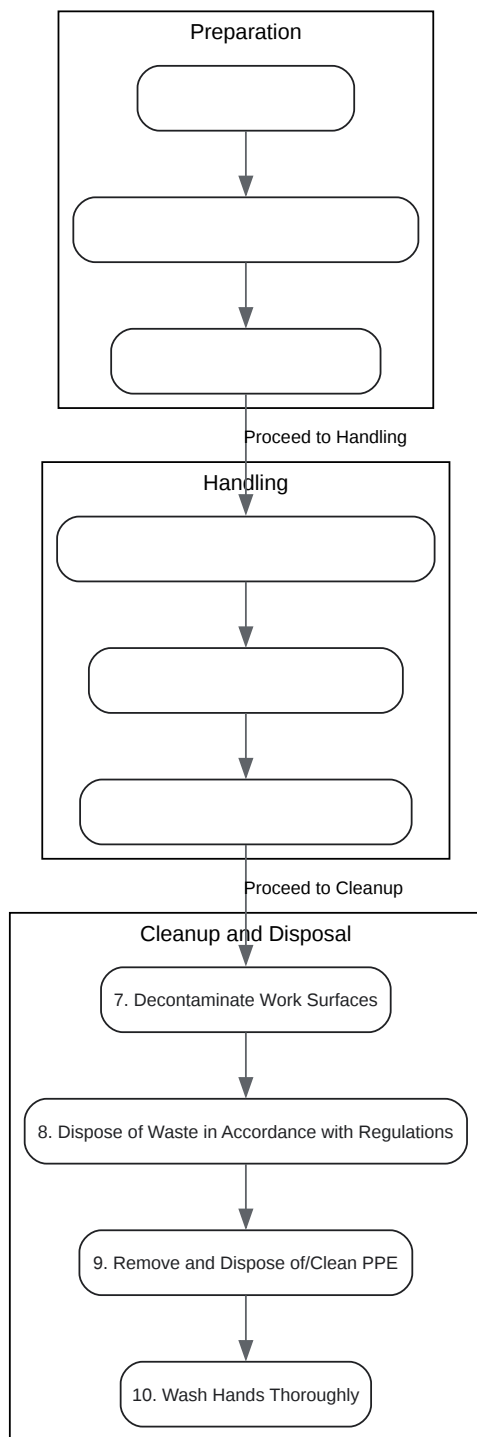 Preparation
Proceed to Handling
Handling
Proceed to Cleanup
Cleanup and Disposal
7. Decontaminate Work Surfaces
8. Dispose of Waste in Accordance with Regulations
9. Remove and Dispose of/Clean PPE
10. Wash Hands Thoroughly